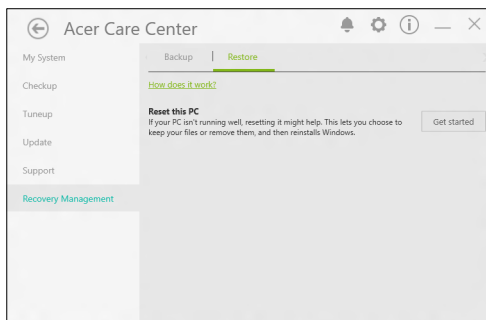 Acer Care Center
My System
Checkup
Tuneup
Update
Support
Recovery Management
Backup | Restore
How does it work?
Reset this PC
If your PC isn't running well, resetting it might help. This lets you choose to
keep your files or remove them, and then reinstalls Windows.
Get started